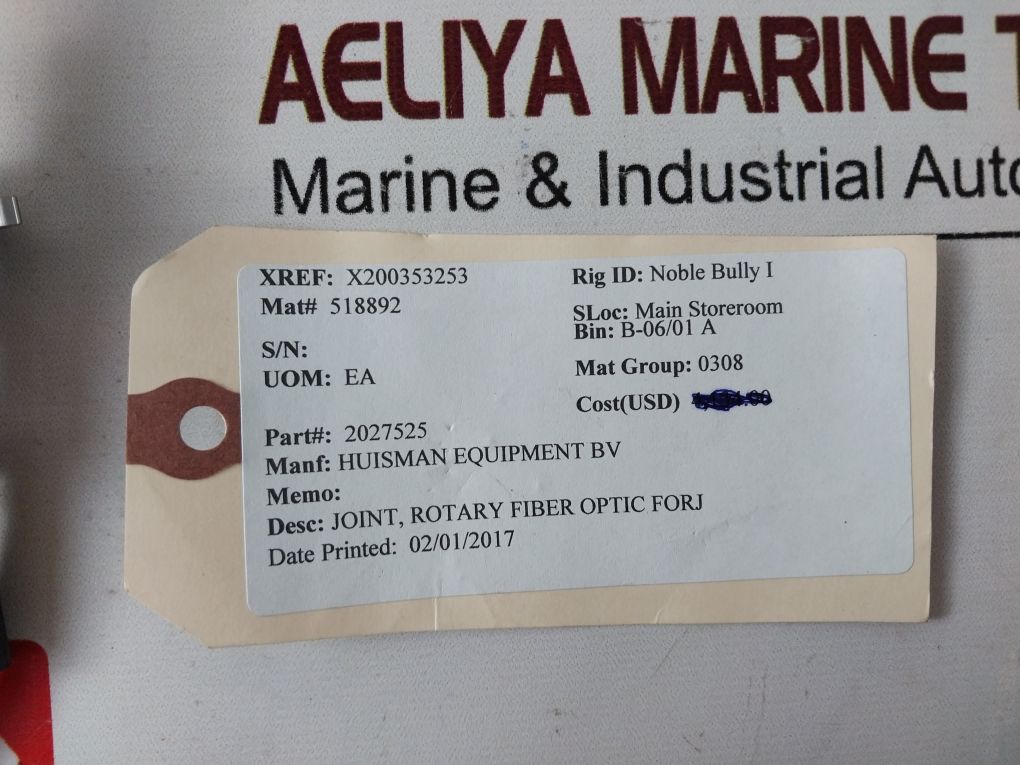 AELIYA MARINE
Marine & Industrial
XREF: X200353253
Mat# 518892
S/N:
UOM: EA
Rig ID: Noble Bully I
SLoc: Main Storeroom
Bin: B-06/01 A
Mat Group: 0308
Cost(USD)
Part#: 2027525
Manf: HUISMAN EQUIPMENT BV
Memo:
Desc: JOINT, ROTARY FIBER OPTIC FORJ
Date Printed: 02/01/2017